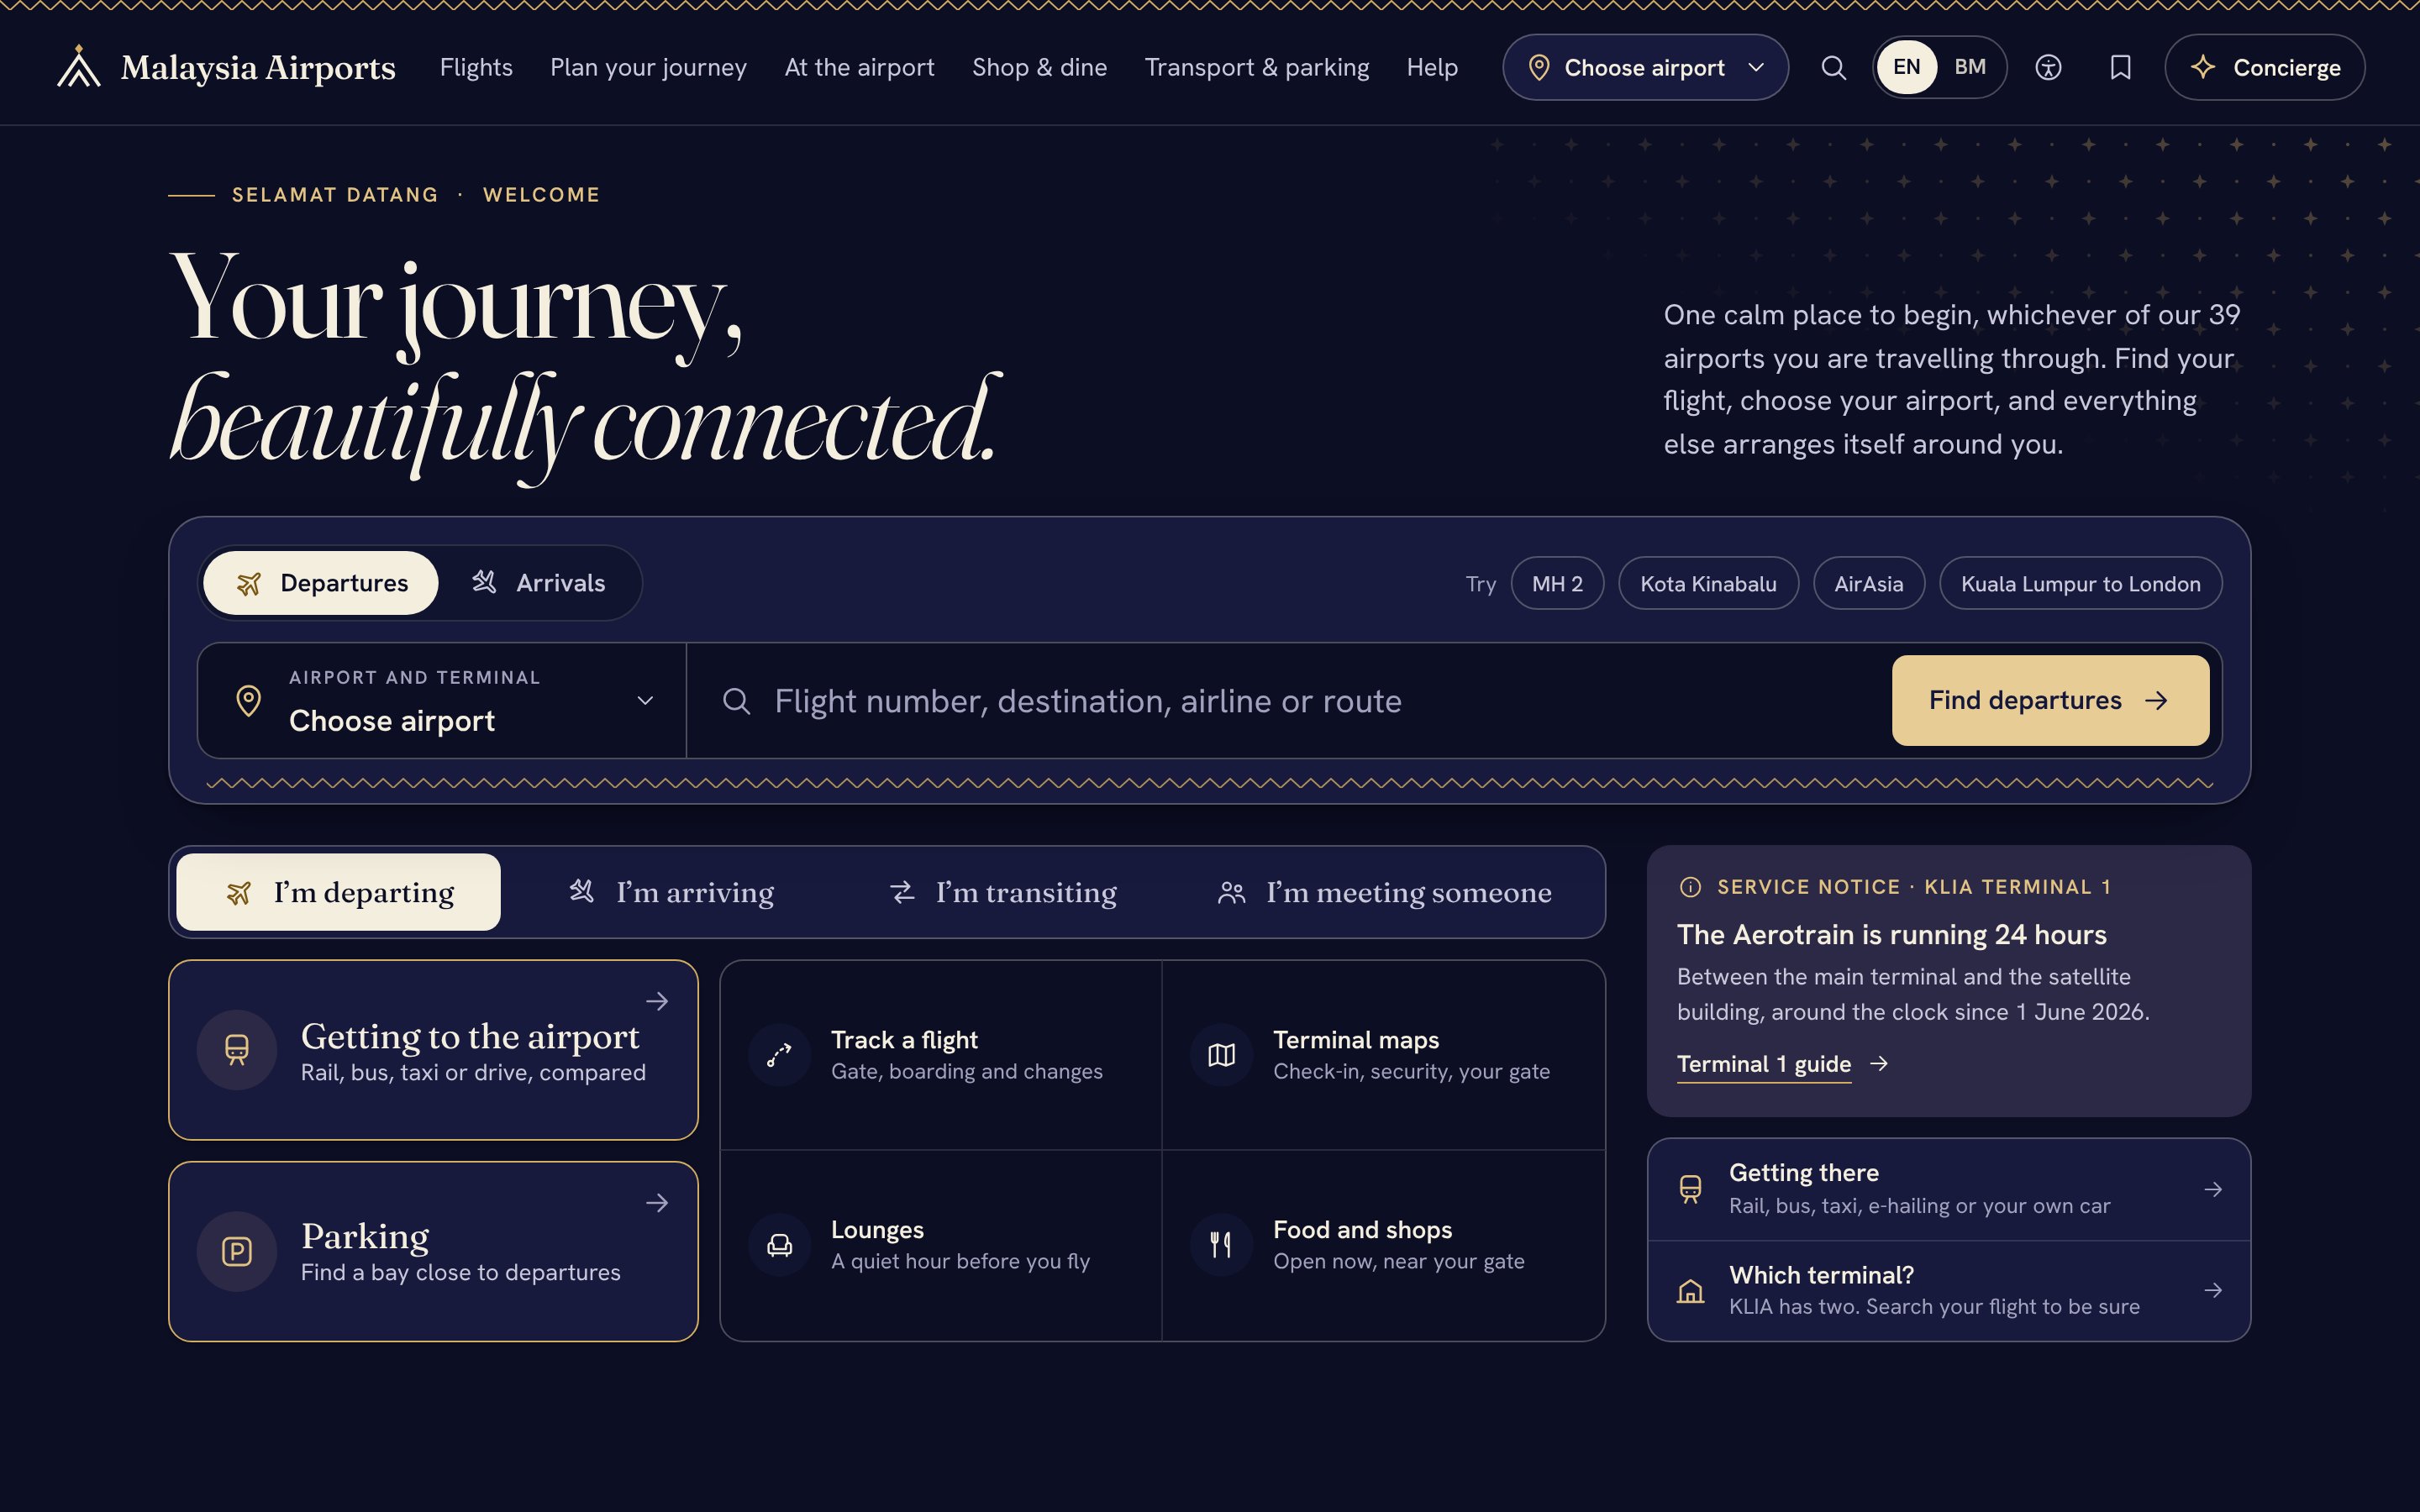 Malaysia Airports
Flights
Plan your journey
At the airport
Shop & dine
Transport & parking
Help
Choose airport
EN
BM
Concierge
SELAMAT DATANG · WELCOME
Your journey,
beautifully connected.
One calm place to begin, whichever of our 39
airports you are travelling through. Find your
flight, choose your airport, and everything
else arranges itself around you.
Departures
Arrivals
Try
MH 2
Kota Kinabalu
AirAsia
Kuala Lumpur to London
AIRPORT AND TERMINAL
Choose airport
Flight number, destination, airline or route
Find departures
I’m departing
I’m arriving
I’m transiting
I’m meeting someone
Getting to the airport
Rail, bus, taxi or drive, compared
Parking
Find a bay close to departures
Track a flight
Gate, boarding and changes
Terminal maps
Check-in, security, your gate
Lounges
A quiet hour before you fly
Food and shops
Open now, near your gate
SERVICE NOTICE · KLIA TERMINAL 1
The Aerotrain is running 24 hours
Between the main terminal and the satellite
building, around the clock since 1 June 2026.
Terminal 1 guide
Getting there
Rail, bus, taxi, e-hailing or your own car
Which terminal?
KLIA has two. Search your flight to be sure